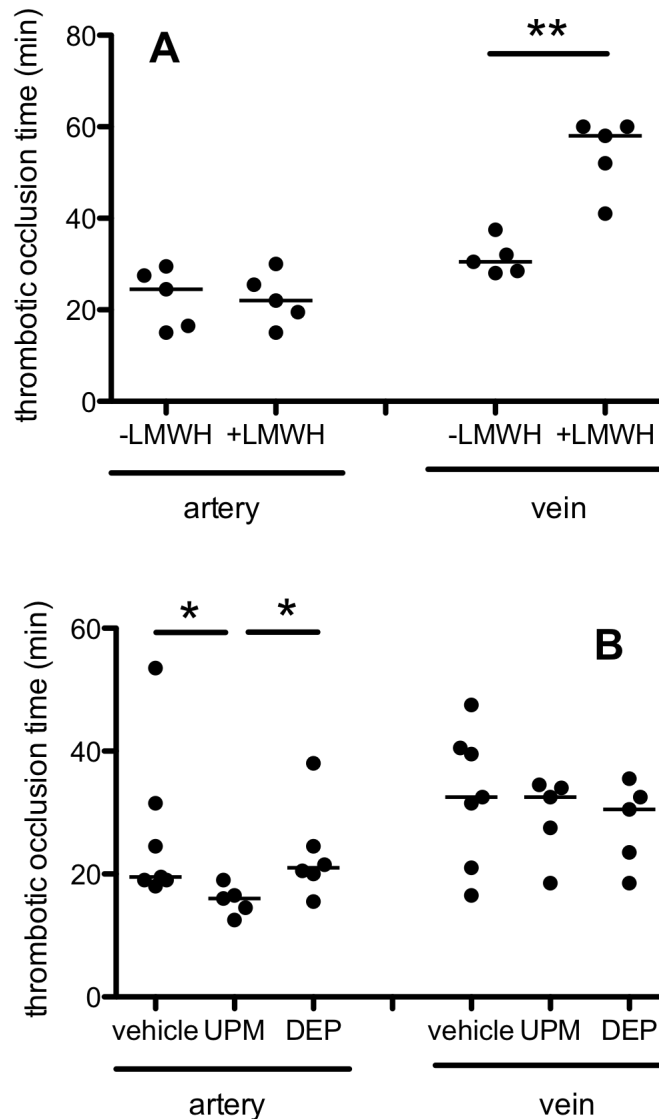 thrombotic occlusion time (min)
A
**
80
60
40
20
0
-LMWH +LMWH -LMWH +LMWH
artery vein
thrombotic occlusion time (min)
B
* *
60
40
20
0
vehicle UPM DEP vehicle UPM DEP
artery vein